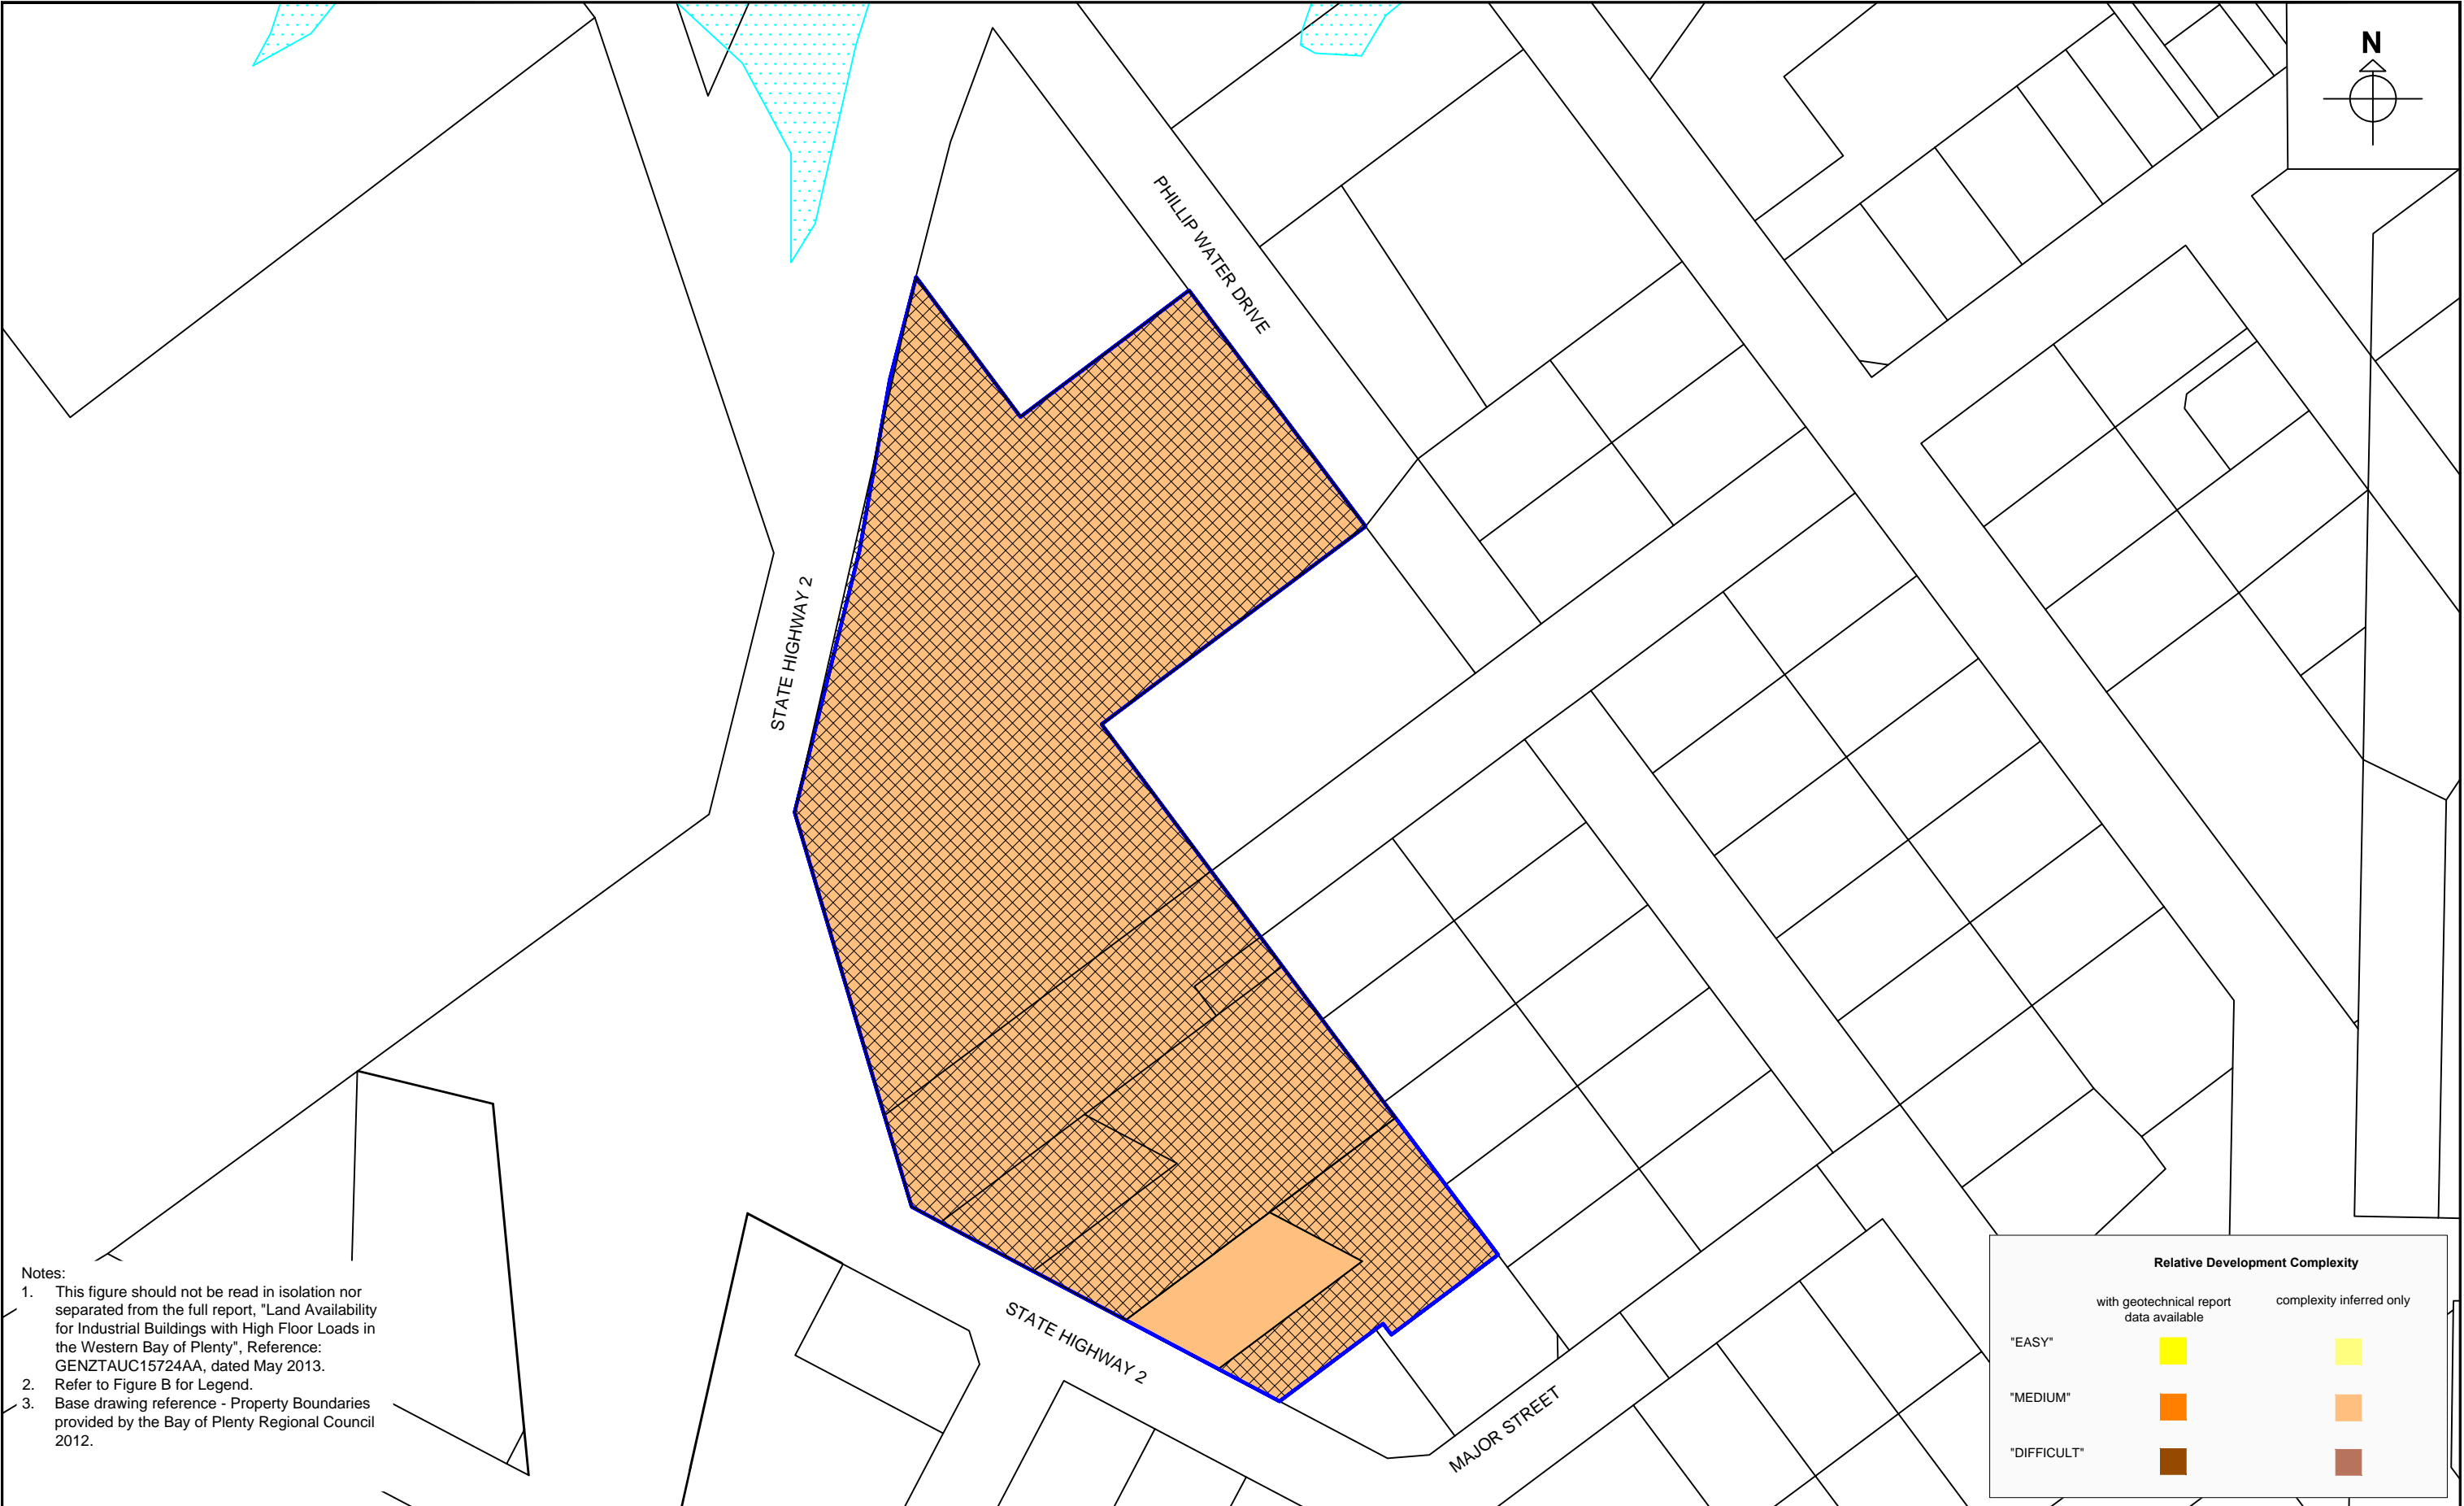 N
PHILLIP WATER DRIVE
STATE HIGHWAY 2
STATE HIGHWAY 2
MAJOR STREET
Notes:
1. This figure should not be read in isolation nor
separated from the full report, "Land Availability
for Industrial Buildings with High Floor Loads in
the Western Bay of Plenty", Reference:
GENZTAUC15724AA, dated May 2013.
2. Refer to Figure B for Legend.
3. Base drawing reference - Property Boundaries
provided by the Bay of Plenty Regional Council
2012.
Relative Development Complexity
with geotechnical report
data available
complexity inferred only
"EASY"
"MEDIUM"
"DIFFICULT"